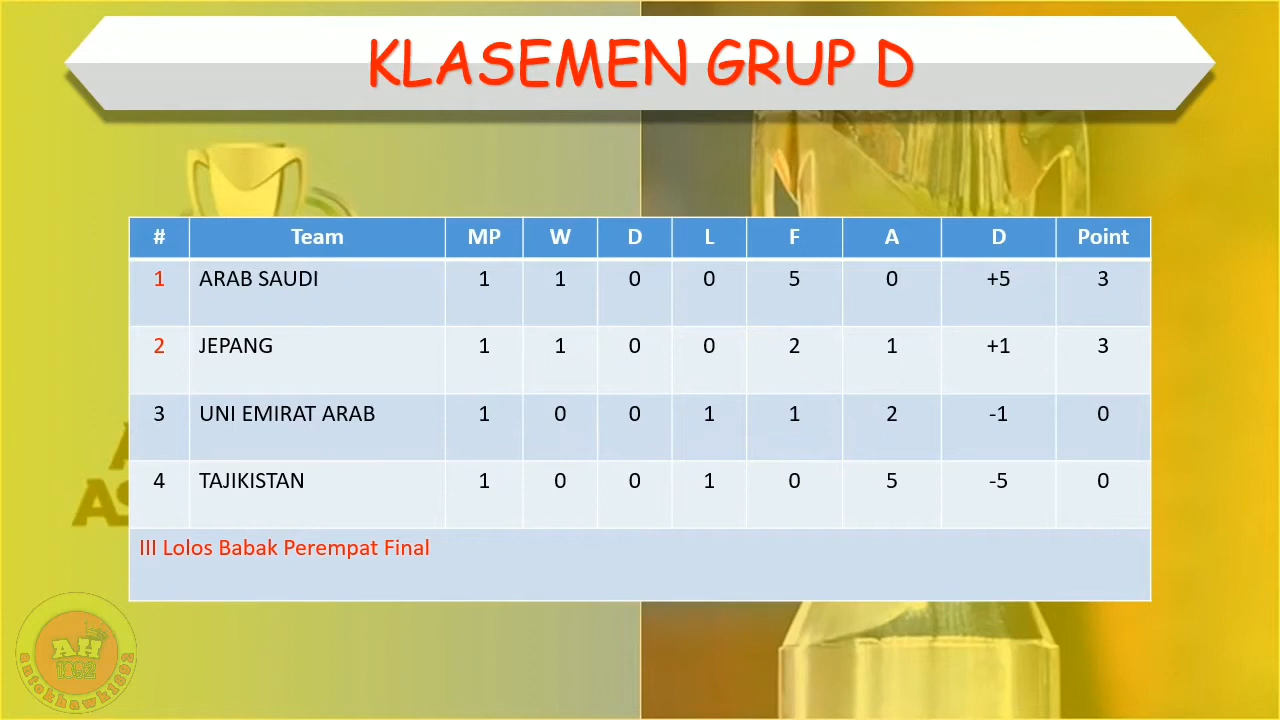 KLASEMEN GRUP D
# Team MP W D L F A D Point
1 ARAB SAUDI 1 1 0 0 5 0 +5 3
2 JEPANG 1 1 0 0 2 1 +1 3
3 UNI EMIRAT ARAB 1 0 0 1 1 2 -1 0
4 TAJIKISTAN 1 0 0 1 0 5 -5 0
III Lolos Babak Perempat Final
AH
1892